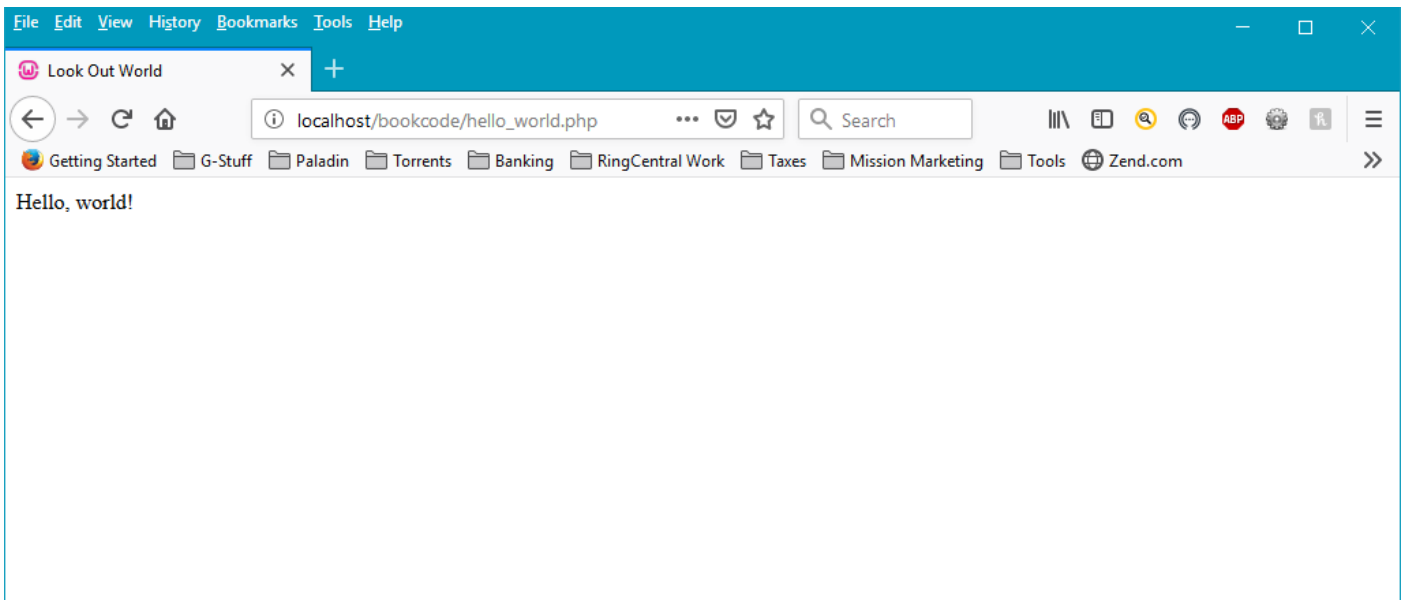 File Edit View History Bookmarks Tools Help
Look Out World
localhost/bookcode/hello_world.php Search ABP
Getting Started G-Stuff Paladin Torrents Banking RingCentral Work Taxes Mission Marketing Tools Zend.com
Hello, world!